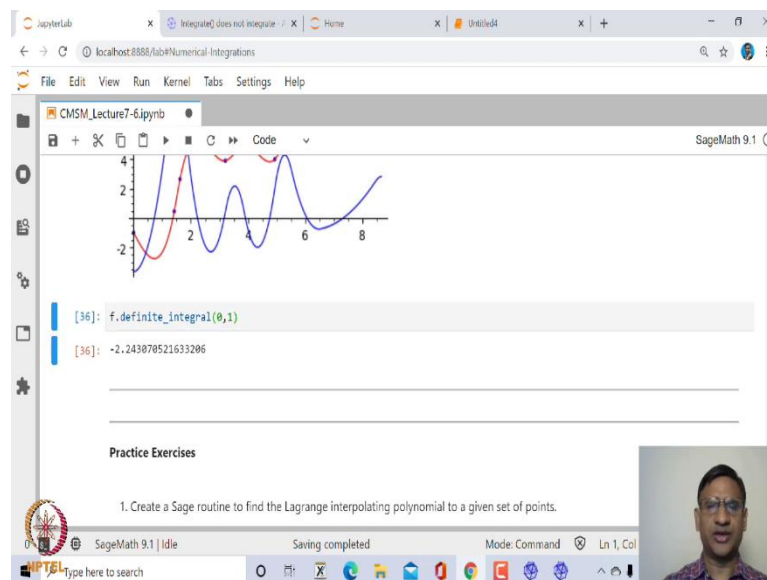 JupyterLab
Integrate() does not integrate - A
Home
Untitled4
localhost:8888/lab#Numerical-Integrations
File Edit View Run Kernel Tabs Settings Help
CMSM_Lecture7-6.ipynb
Code
SageMath 9.1
4
2
-2
2 4 6 8
[36]: f.definite_integral(0,1)
[36]: -2.243070521633206
Practice Exercises
1. Create a Sage routine to find the Lagrange interpolating polynomial to a given set of points.
0
SageMath 9.1 | Idle
Saving completed
Mode: Command
Ln 1, Col
NPTEL
Type here to search